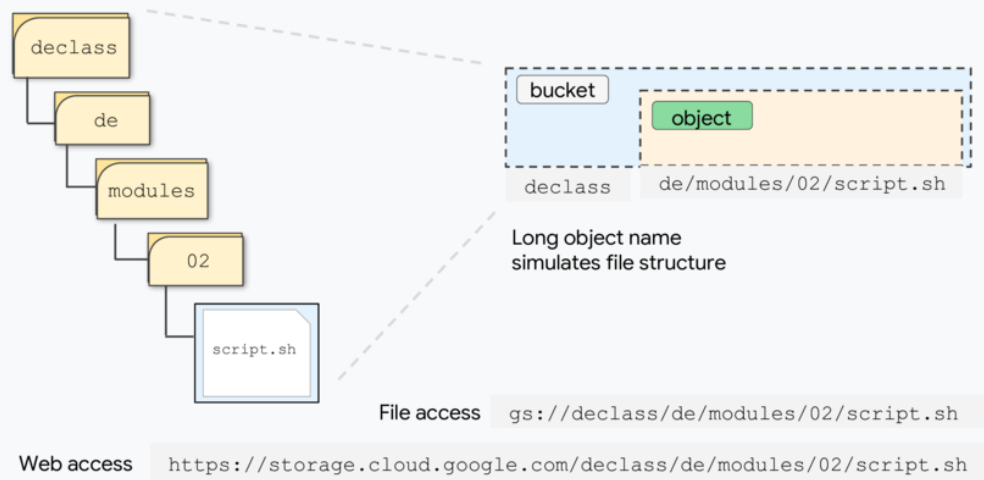 declass
de
modules
02
script.sh
bucket
object
declass
de/modules/02/script.sh
Long object name
simulates file structure
File access
gs://declass/de/modules/02/script.sh
Web access
https://storage.cloud.google.com/declass/de/modules/02/script.sh